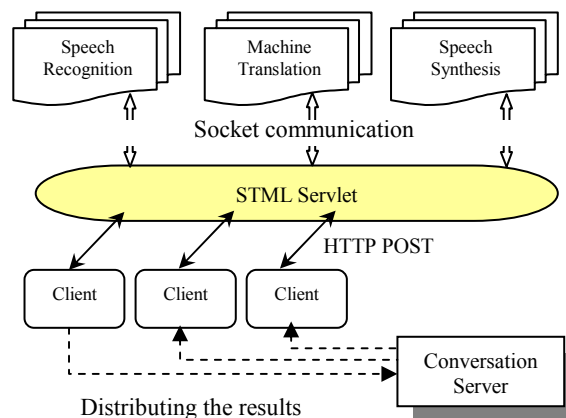 Speech
Recognition
Machine
Translation
Speech
Synthesis
Socket communication
STML Servlet
HTTP POST
Client
Client
Client
Conversation
Server
Distributing the results